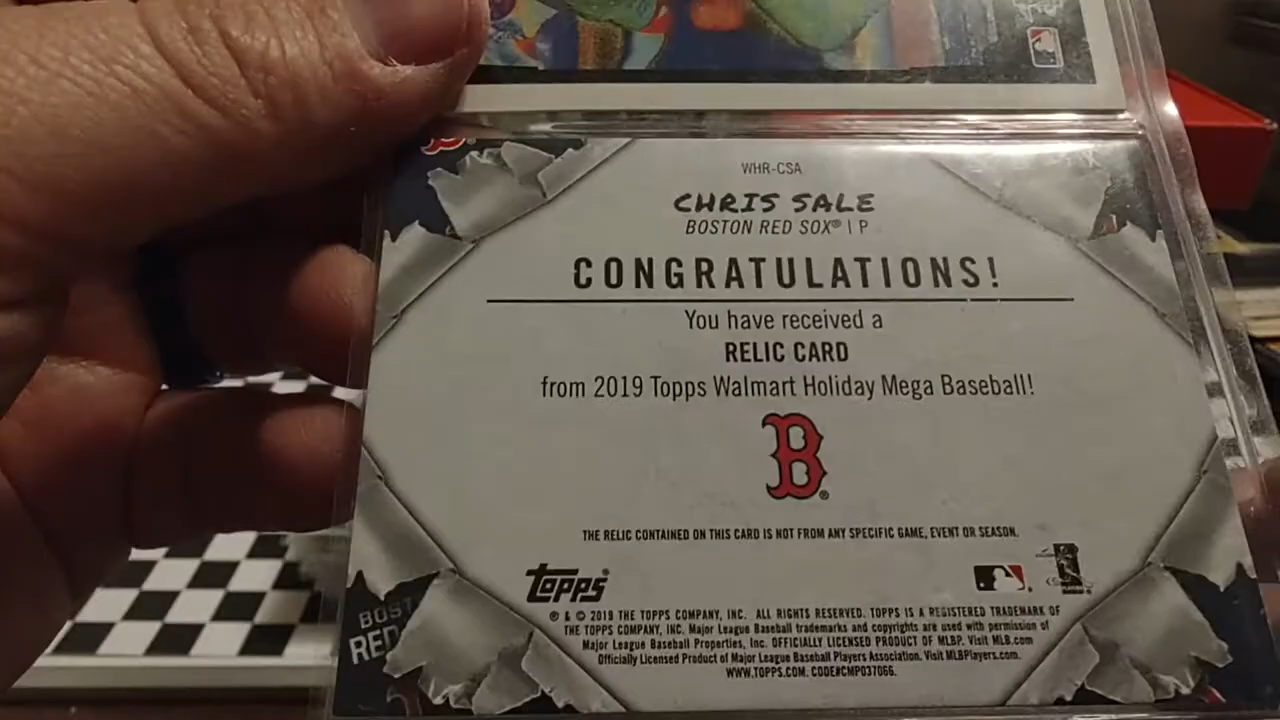 WHR-CSA
CHRIS SALE
BOSTON RED SOX® | P
CONGRATULATIONS!
You have received a
RELIC CARD
from 2019 Topps Walmart Holiday Mega Baseball!
B®
THE RELIC CONTAINED ON THIS CARD IS NOT FROM ANY SPECIFIC GAME, EVENT OR SEASON.
Topps®
BOST
RED
® & © 2019 THE TOPPS COMPANY, INC. ALL RIGHTS RESERVED. TOPPS IS A REGISTERED TRADEMARK OF
THE TOPPS COMPANY, INC. Major League Baseball trademarks and copyrights are used with permission of
Major League Baseball Properties, Inc. OFFICIALLY LICENSED PRODUCT OF MLBP. Visit MLB.com
Officially Licensed Product of Major League Baseball Players Association. Visit MLBPlayers.com.
WWW.TOPPS.COM. CODE#CMP037066.